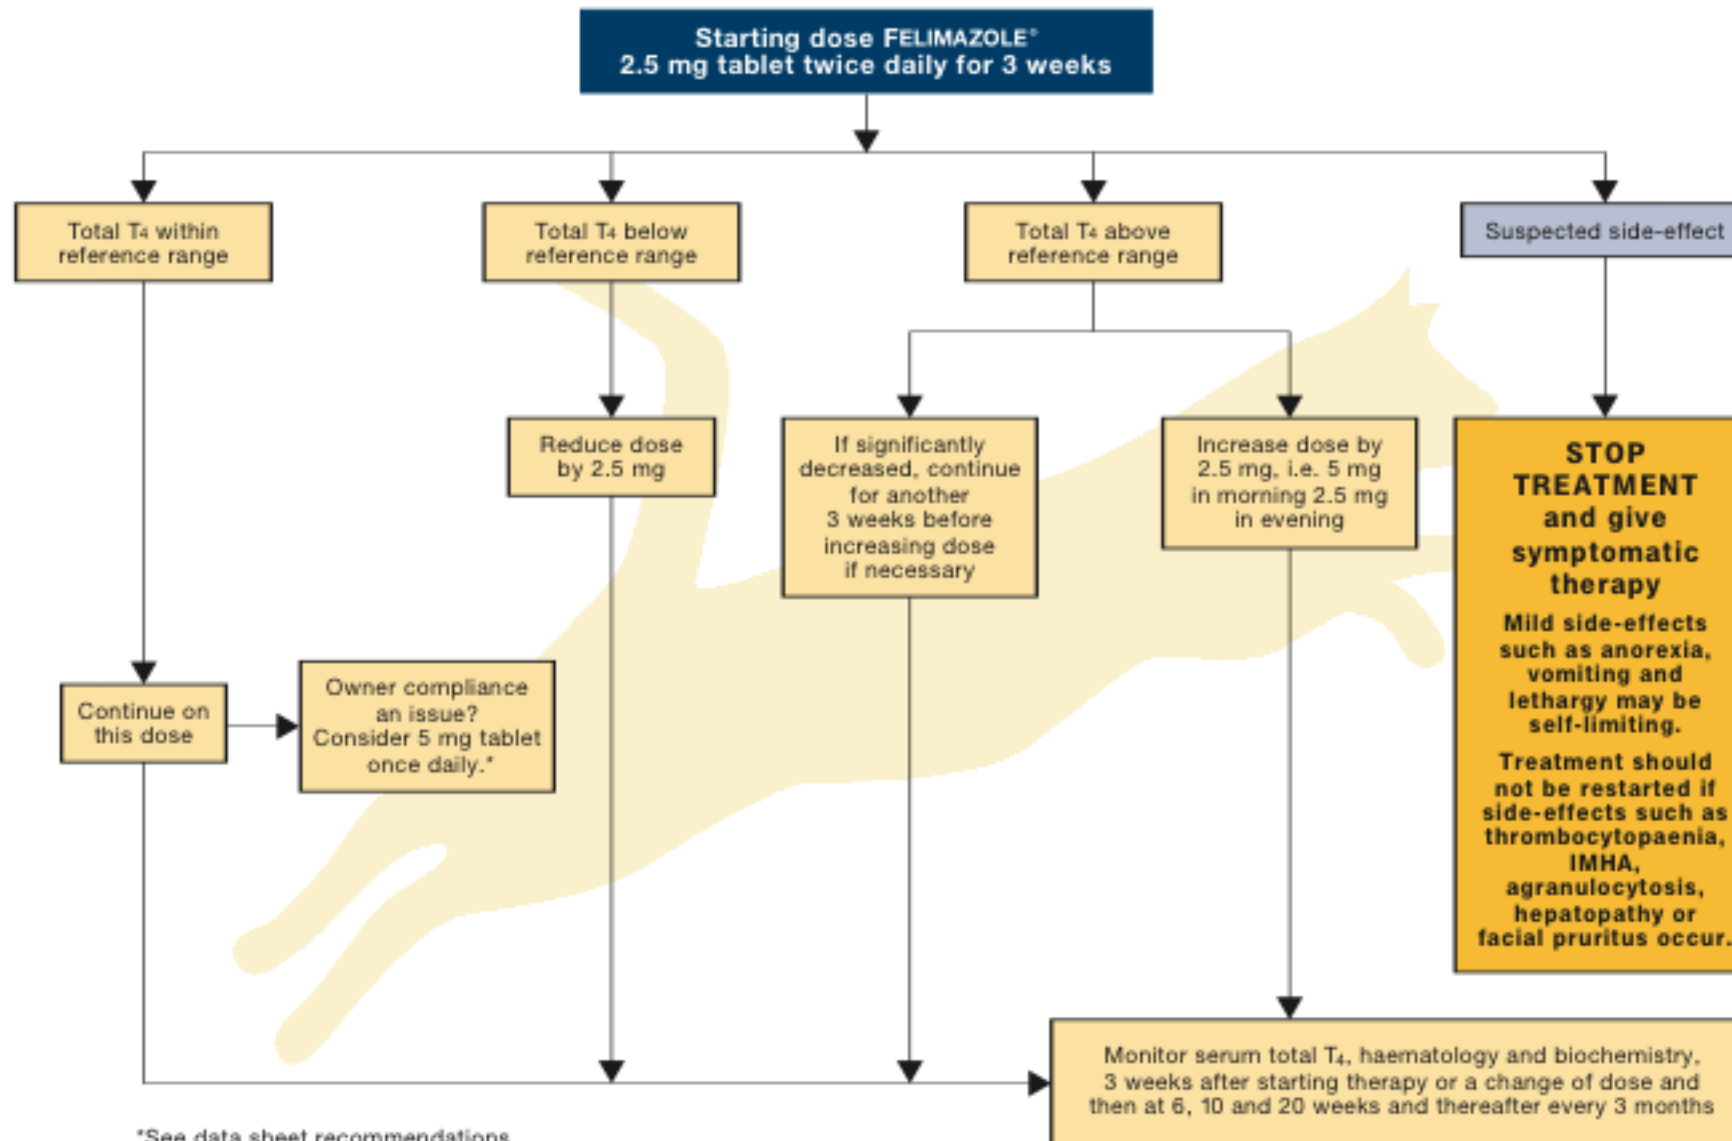 Starting dose FELIMAZOLE®
2.5 mg tablet twice daily for 3 weeks
Total T4 within
reference range
Total T4 below
reference range
Total T4 above
reference range
Suspected side-effect
Reduce dose
by 2.5 mg
If significantly
decreased, continue
for another
3 weeks before
increasing dose
if necessary
Increase dose by
2.5 mg, i.e. 5 mg
in morning 2.5 mg
in evening
STOP
TREATMENT
and give
symptomatic
therapy
Mild side-effects
such as anorexia,
vomiting and
lethargy may be
self-limiting.
Treatment should
not be restarted if
side-effects such as
thrombocytopaenia,
IMHA,
agranulocytosis,
hepatopathy or
facial pruritus occur.
Continue on
this dose
Owner compliance
an issue?
Consider 5 mg tablet
once daily.*
Monitor serum total T4, haematology and biochemistry,
3 weeks after starting therapy or a change of dose and
then at 6, 10 and 20 weeks and thereafter every 3 months
*See data sheet recommendations